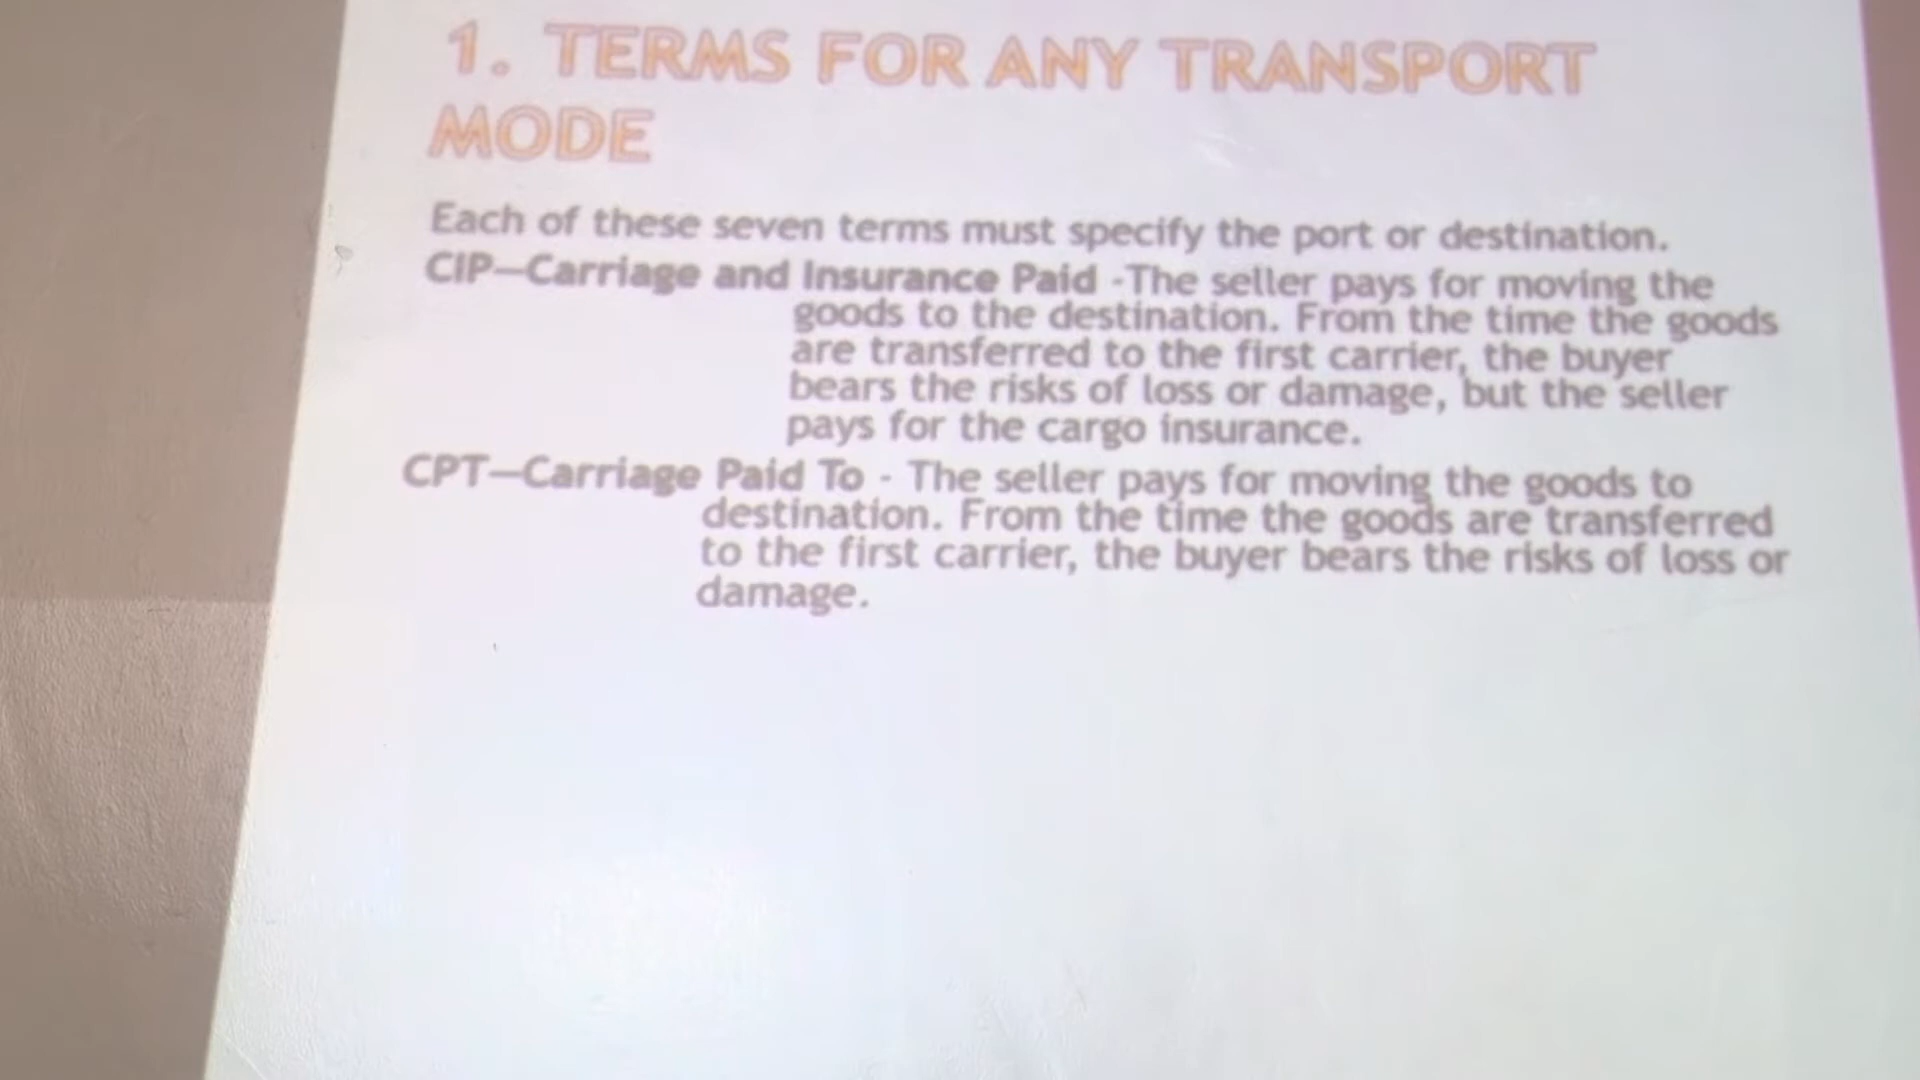 1. TERMS FOR ANY TRANSPORT
MODE
Each of these seven terms must specify the port or destination.
CIP—Carriage and Insurance Paid -The seller pays for moving the
goods to the destination. From the time the goods
are transferred to the first carrier, the buyer
bears the risks of loss or damage, but the seller
pays for the cargo insurance.
CPT—Carriage Paid To - The seller pays for moving the goods to
destination. From the time the goods are transferred
to the first carrier, the buyer bears the risks of loss or
damage.